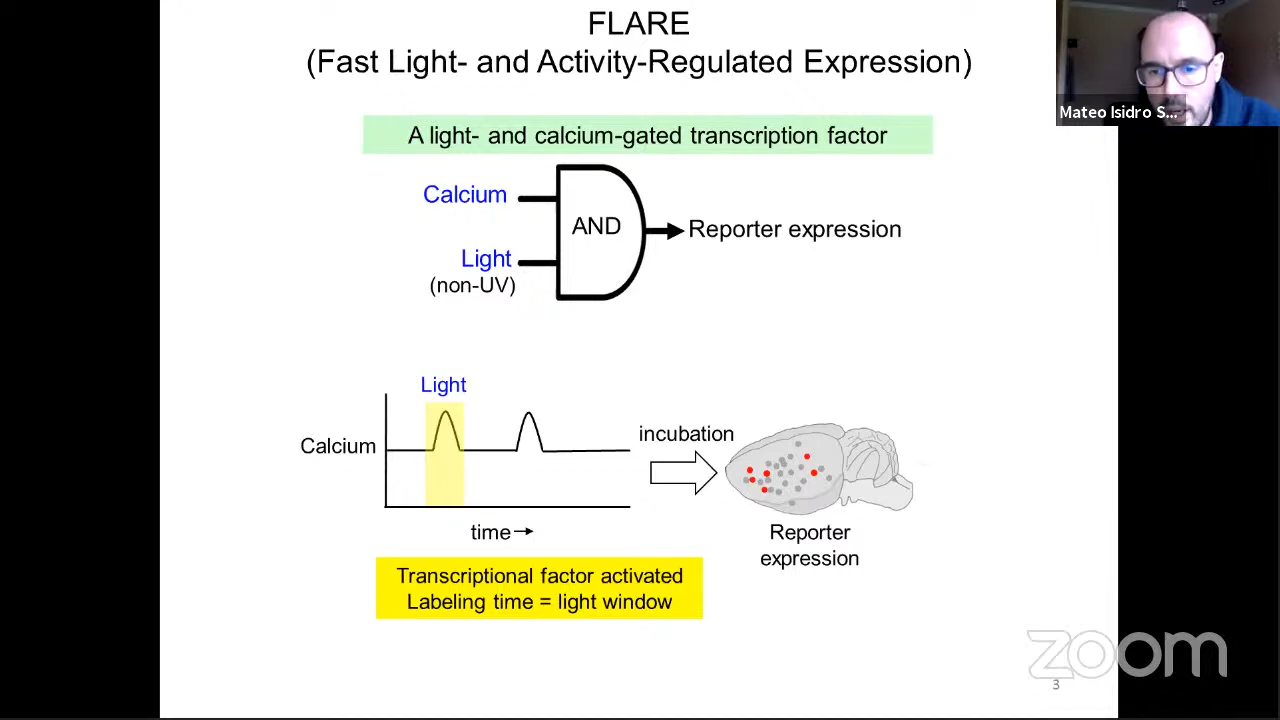 FLARE
(Fast Light- and Activity-Regulated Expression)
Mateo Isidro S...
A light- and calcium-gated transcription factor
Calcium
AND
Reporter expression
Light
(non-UV)
Light
Calcium
incubation
time
Reporter
expression
Transcriptional factor activated
Labeling time = light window
zoom
3